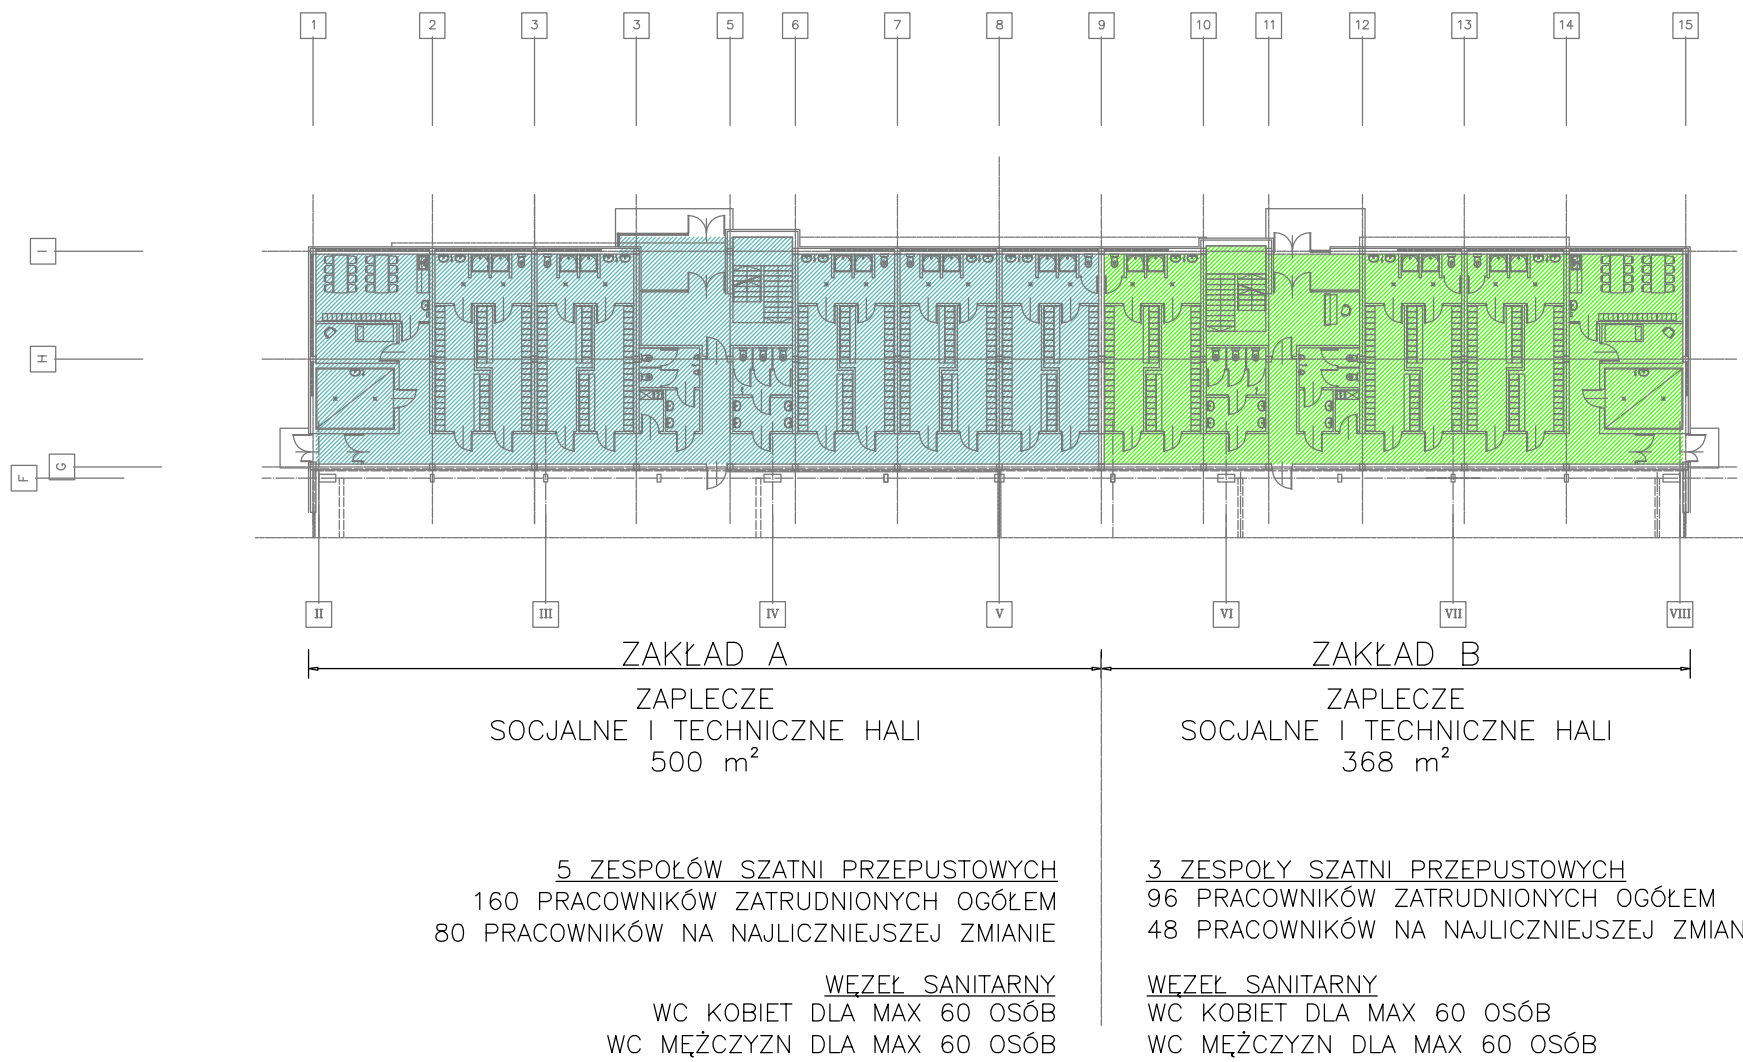 1 2 3 3 5 6 7 8 9 10 11 12 13 14 15
I
H
G
F
II III IV V VI VII VIII
ZAKŁAD A
ZAPLECZE
SOCJALNE I TECHNICZNE HALI
500 m²
5 ZESPOŁÓW SZATNI PRZEPUSTOWYCH
160 PRACOWNIKÓW ZATRUDNIONYCH OGÓŁEM
80 PRACOWNIKÓW NA NAJLICZNIEJSZEJ ZMIANIE
WĘZEŁ SANITARNY
WC KOBIET DLA MAX 60 OSÓB
WC MĘŻCZYZN DLA MAX 60 OSÓB
ZAKŁAD B
ZAPLECZE
SOCJALNE I TECHNICZNE HALI
368 m²
3 ZESPOŁY SZATNI PRZEPUSTOWYCH
96 PRACOWNIKÓW ZATRUDNIONYCH OGÓŁEM
48 PRACOWNIKÓW NA NAJLICZNIEJSZEJ ZMIAN
WĘZEŁ SANITARNY
WC KOBIET DLA MAX 60 OSÓB
WC MĘŻCZYZN DLA MAX 60 OSÓB